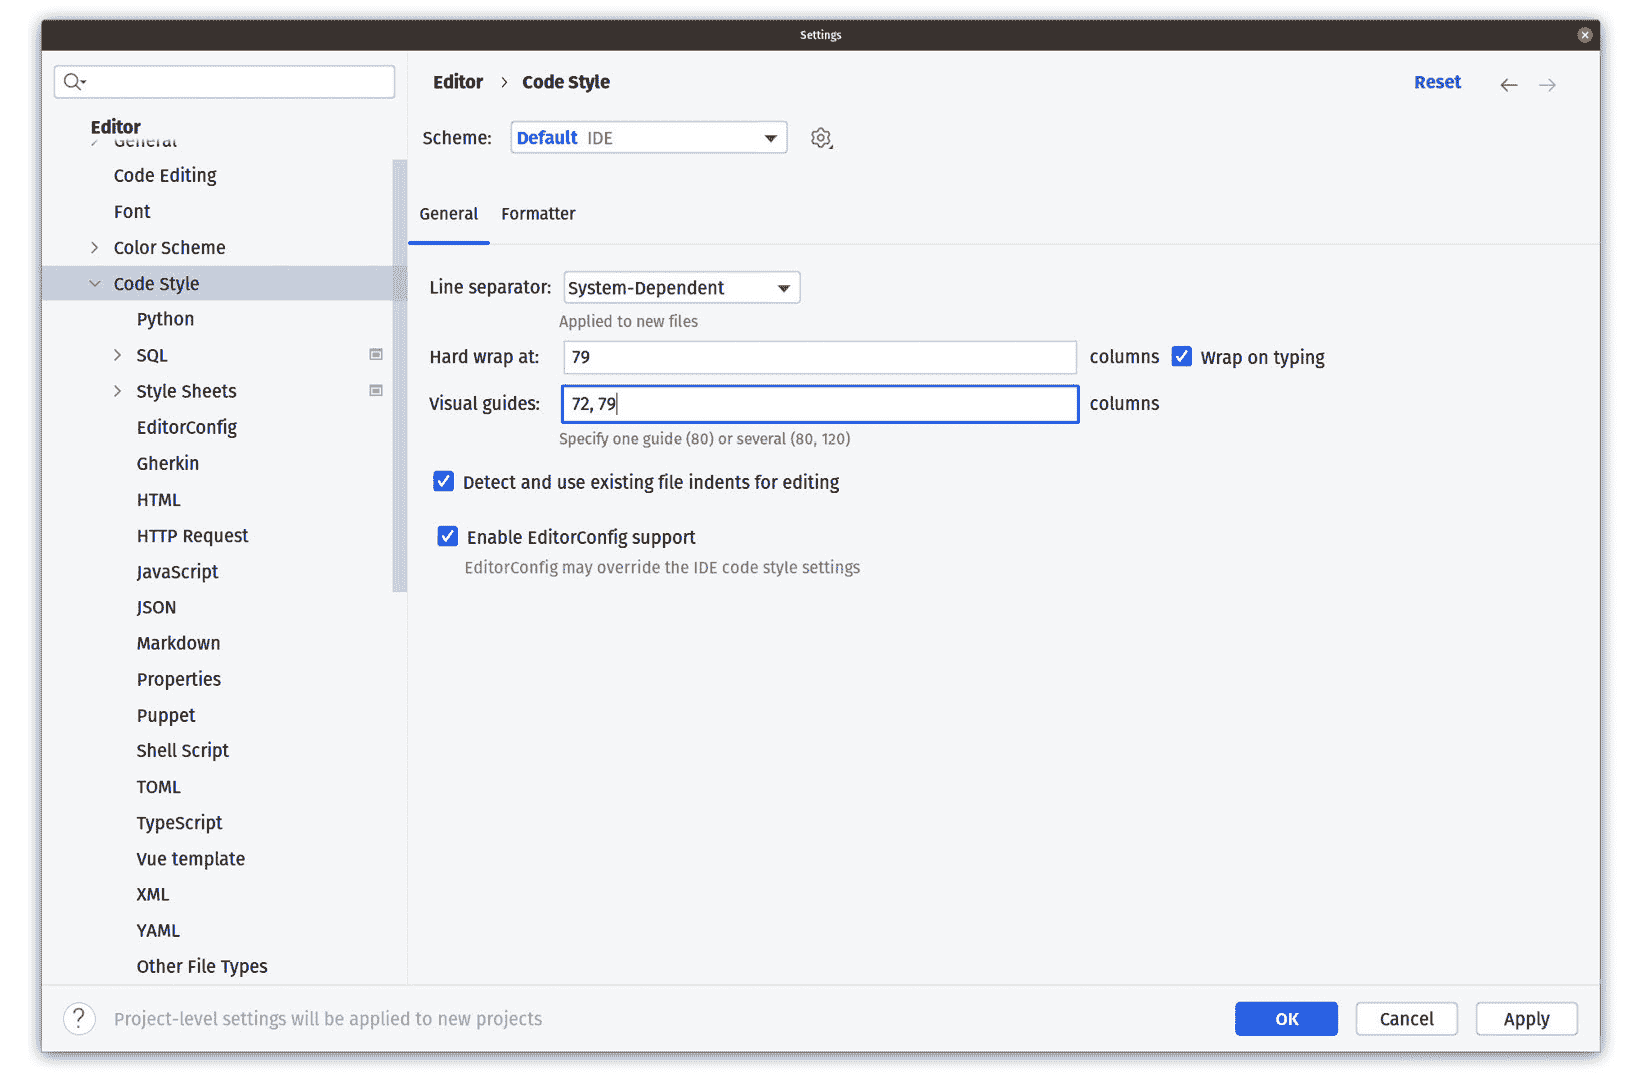 Settings
Editor
General
Code Editing
Font
Color Scheme
Code Style
Python
SQL
Style Sheets
EditorConfig
Gherkin
HTML
HTTP Request
JavaScript
JSON
Markdown
Properties
Puppet
Shell Script
TOML
TypeScript
Vue template
XML
YAML
Other File Types
Editor › Code Style
Reset
Scheme: Default IDE
General Formatter
Line separator: System-Dependent
Applied to new files
Hard wrap at: 79 columns Wrap on typing
Visual guides: 72, 79 columns
Specify one guide (80) or several (80, 120)
Detect and use existing file indents for editing
Enable EditorConfig support
EditorConfig may override the IDE code style settings
? Project-level settings will be applied to new projects
OK Cancel Apply